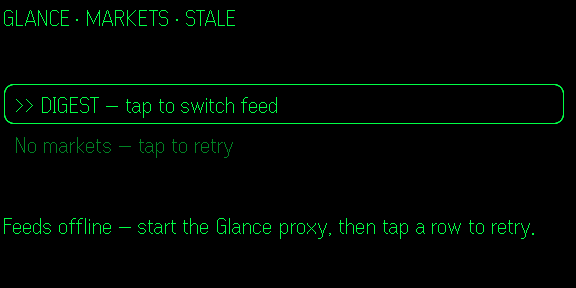 GLANCE · MARKETS · STALE
>> DIGEST — tap to switch feed
No markets — tap to retry
Feeds offline — start the Glance proxy, then tap a row to retry.